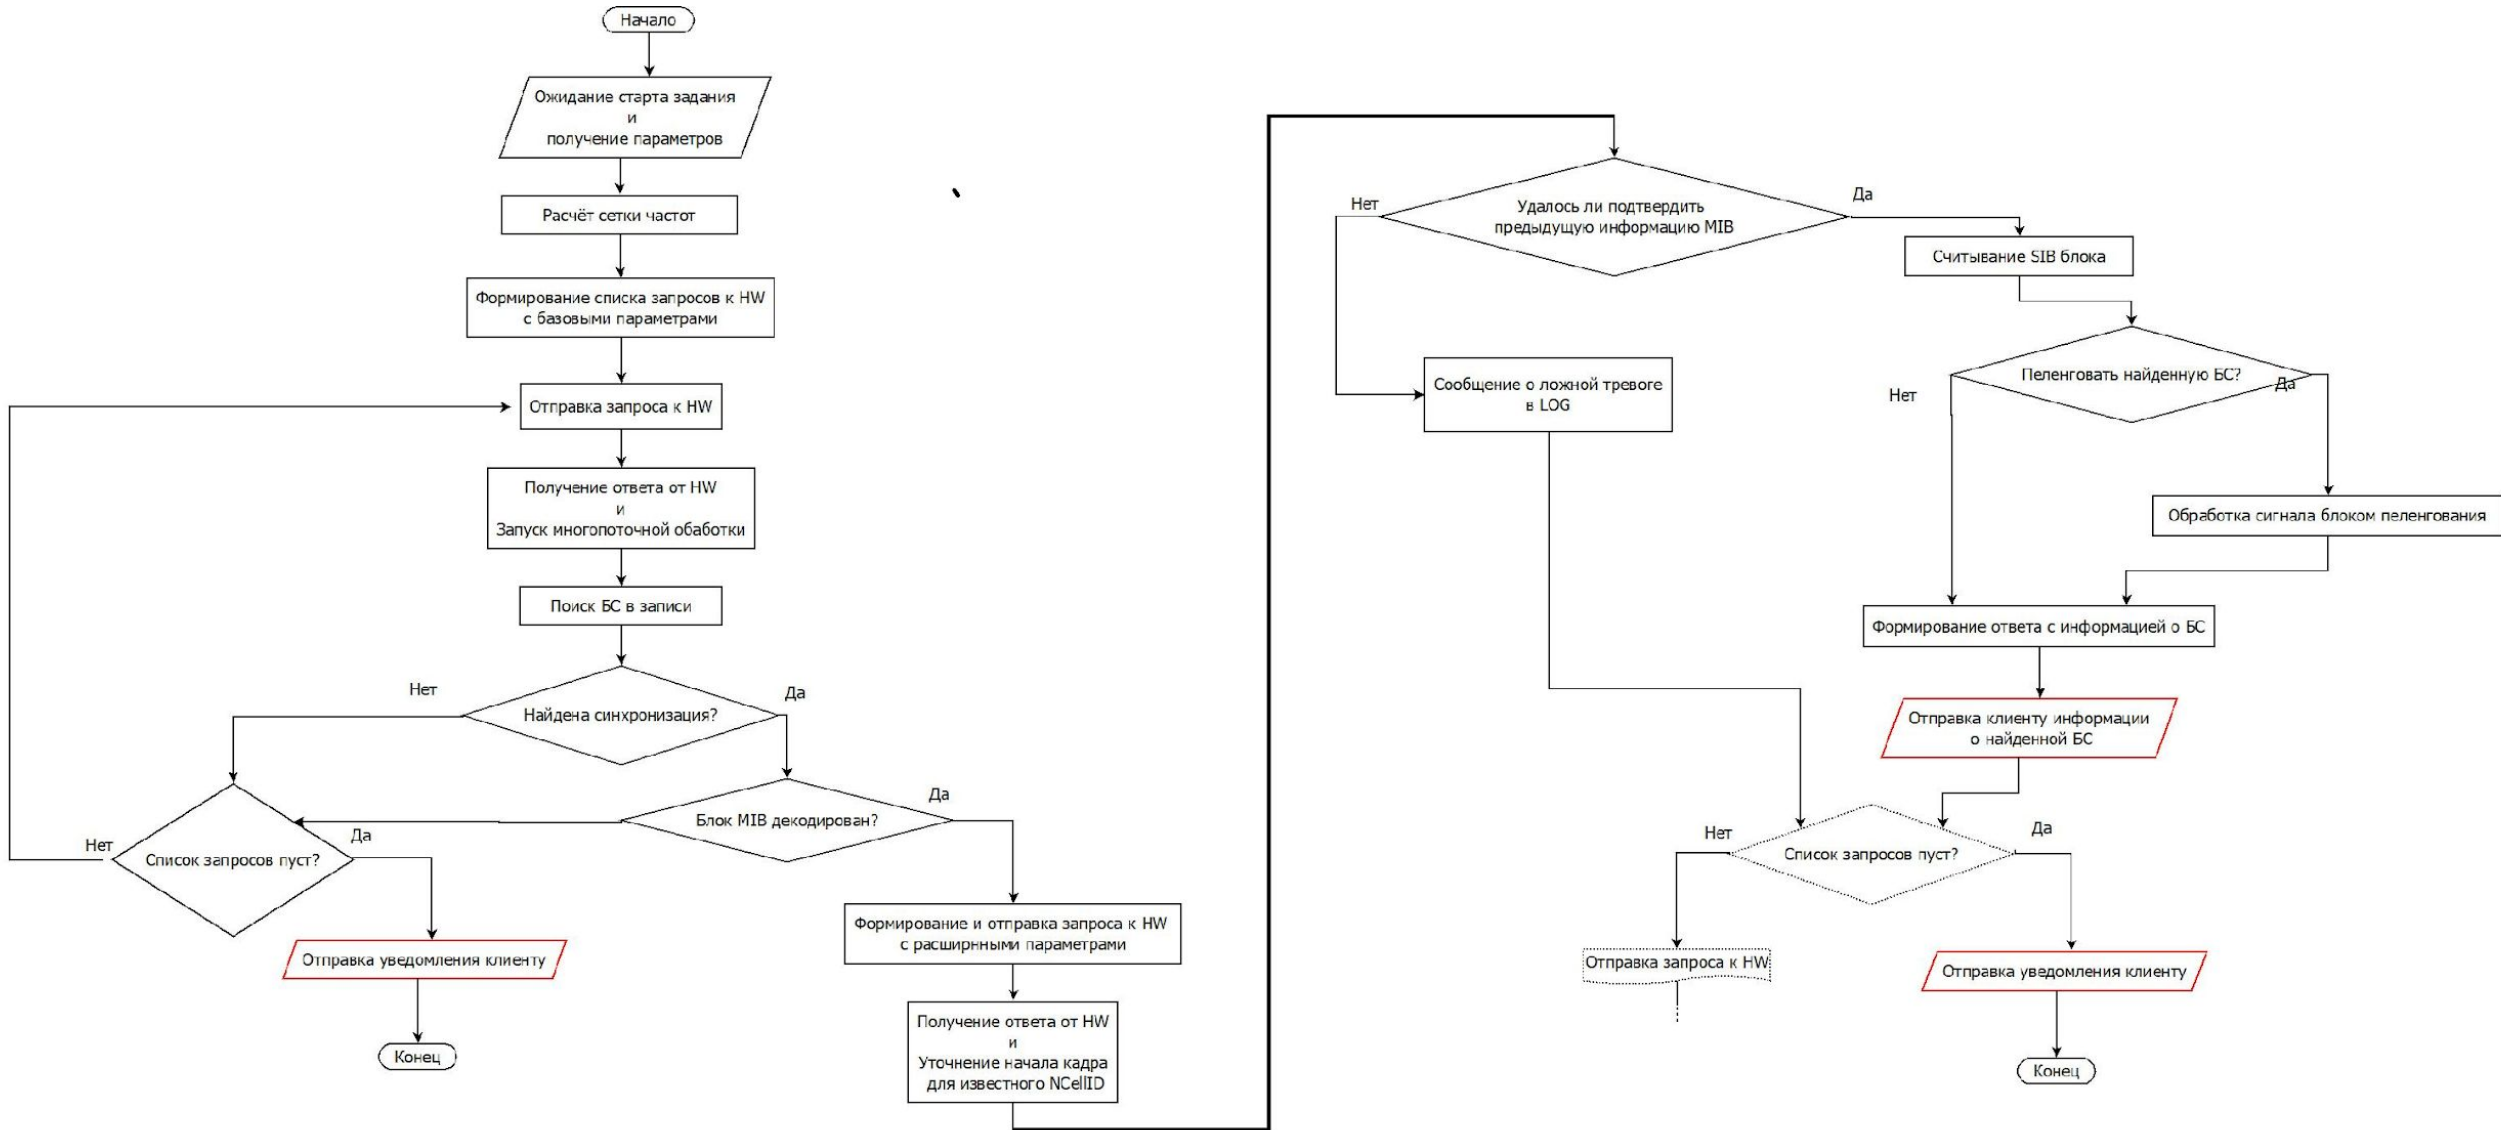 Начало
Ожидание старта задания
и
получение параметров
Расчёт сетки частот
Формирование списка запросов к HW
с базовыми параметрами
Отправка запроса к HW
Получение ответа от HW
и
Запуск многопоточной обаботки
Поиск БС в записи
Нет
Да
Найдена синхронизация?
Да
Блок MIB декодирован?
Нет
Да
Список запросов пуст?
Отправка уведомления клиенту
Конец
Формирование и отправка запроса к HW
с расширнными параметрами
Получение ответа от HW
и
Уточнение начала кадра
для известного NCellID
Нет
Да
Удалось ли подтвердить
предыдущую информацию MIB
Считывание SIB блока
Сообщение о ложной тревоге
в LOG
Пеленговать найденную БС?
Да
Нет
Обработка сигнала блоком пеленгования
Формирование ответа с информацией о БС
Отправка клиенту информации
о найденной БС
Нет
Да
Список запросов пуст?
Отправка запроса к HW
Отправка уведомления клиенту
Конец